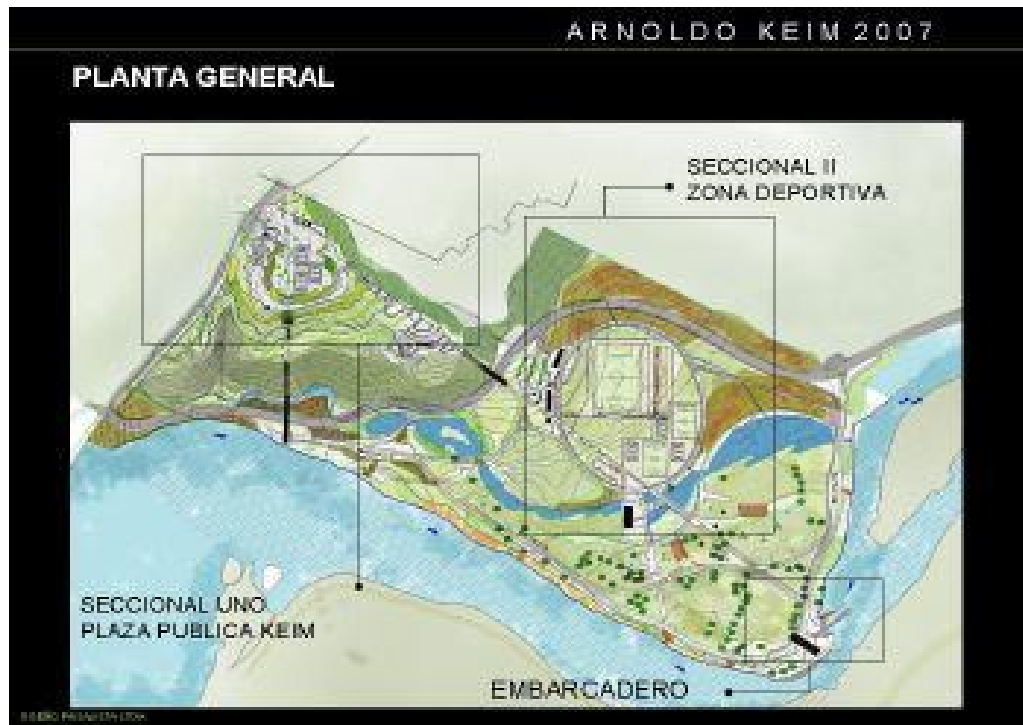 ARNOLDO KEIM 2007
PLANTA GENERAL
SECCIONAL II
ZONA DEPORTIVA
SECCIONAL UNO
PLAZA PUBLICA KEIM
EMBARCADERO